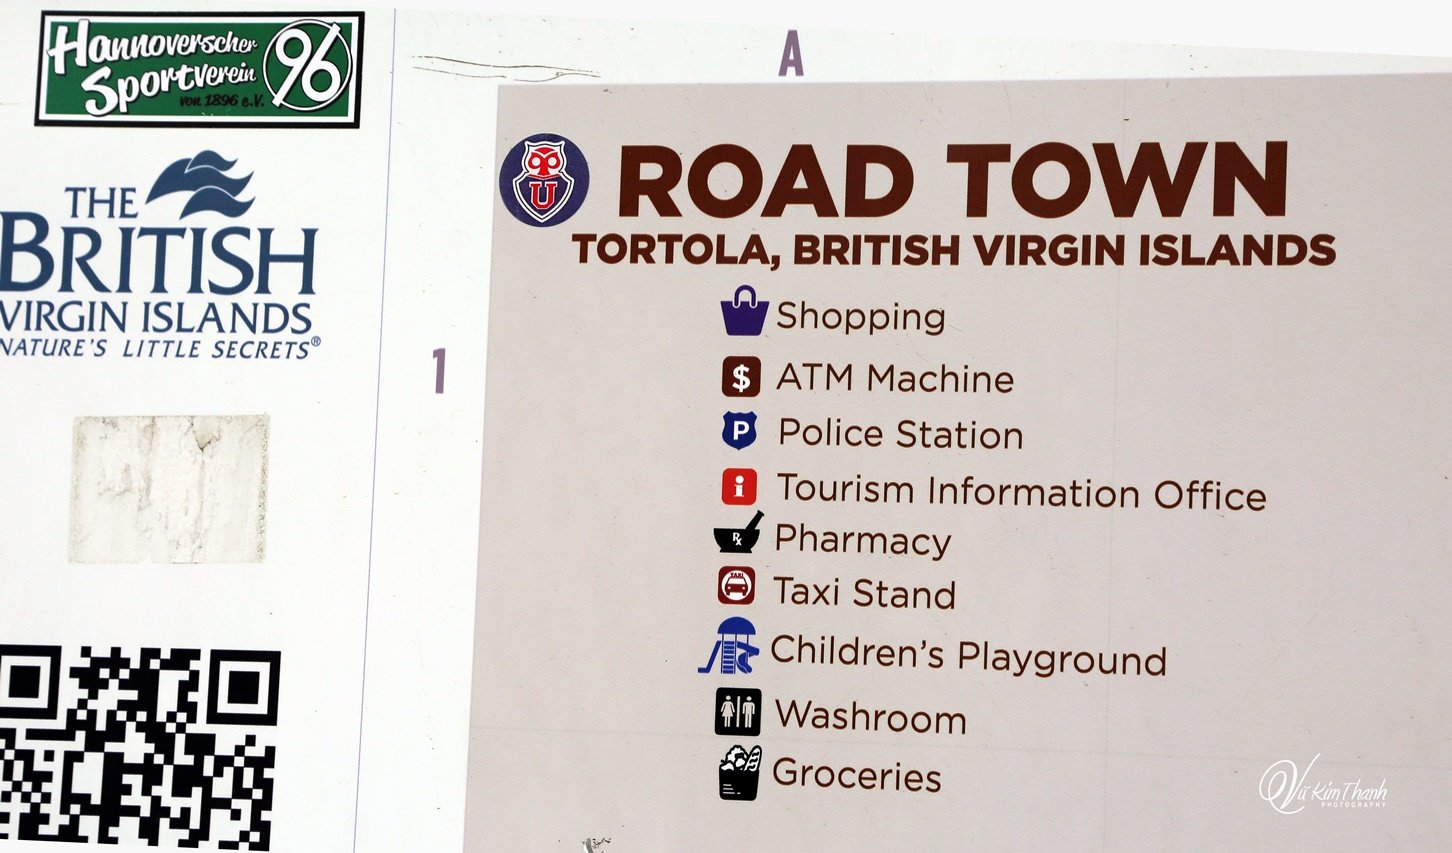 Hannoverscher
Sportverein
von 1896 e.V.
96
THE
BRITISH
VIRGIN ISLANDS
NATURE'S LITTLE SECRETS®
A
1
U
ROAD TOWN
TORTOLA, BRITISH VIRGIN ISLANDS
Shopping
$ ATM Machine
P Police Station
i Tourism Information Office
Rx Pharmacy
TAXI Taxi Stand
Children's Playground
Washroom
Groceries
Vũ Kim Thanh
PHOTOGRAPHY